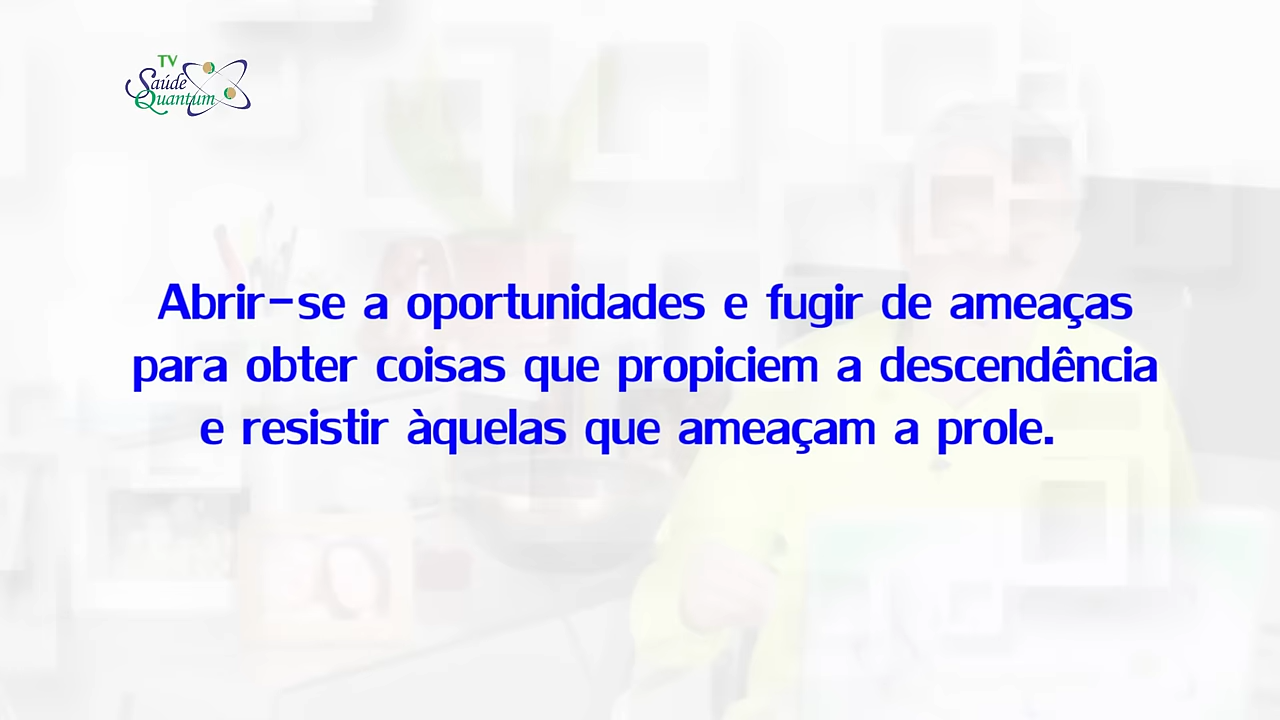 TV
Saúde
Quantum
Abrir-se a oportunidades e fugir de ameaças
para obter coisas que propiciem a descendência
e resistir àquelas que ameaçam a prole.